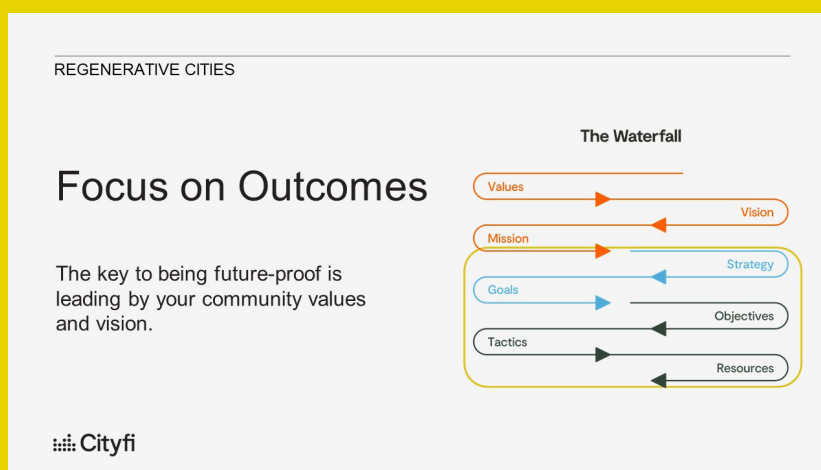 REGENERATIVE CITIES
Focus on Outcomes
The key to being future-proof is
leading by your community values
and vision.
The Waterfall
Values
Vision
Mission
Strategy
Goals
Objectives
Tactics
Resources
Cityfi